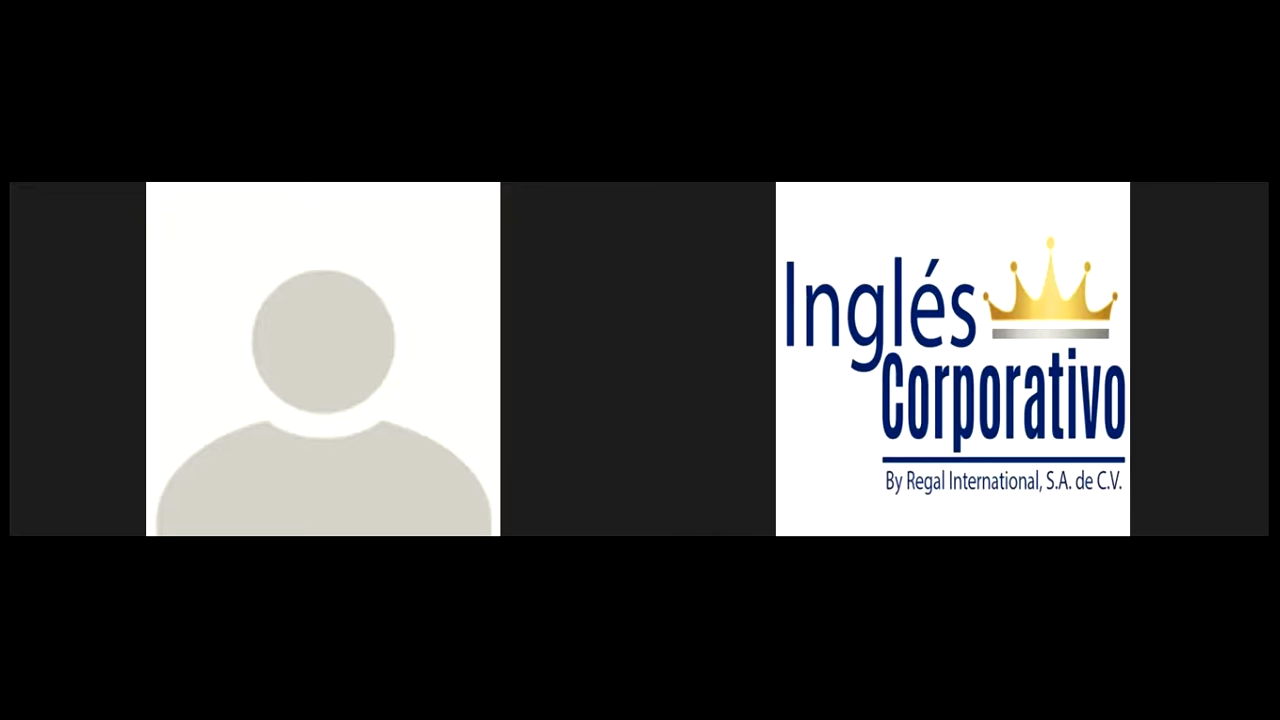 Inglés
Corporativo
By Regal International, S.A. de C.V.